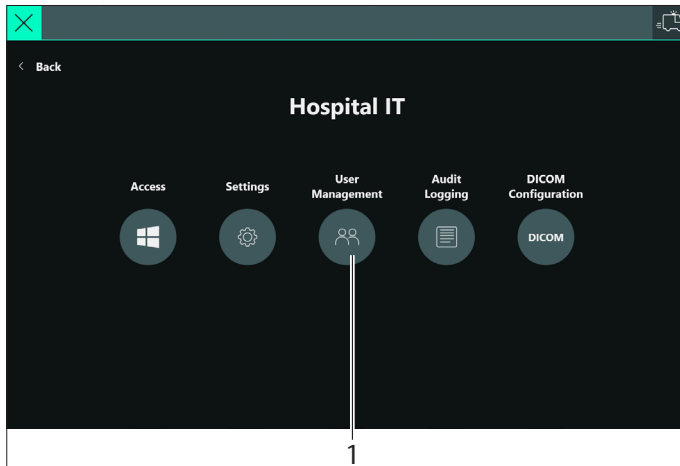 Back
Hospital IT
Access
Settings
User
Management
Audit
Logging
DICOM
Configuration
DICOM
1